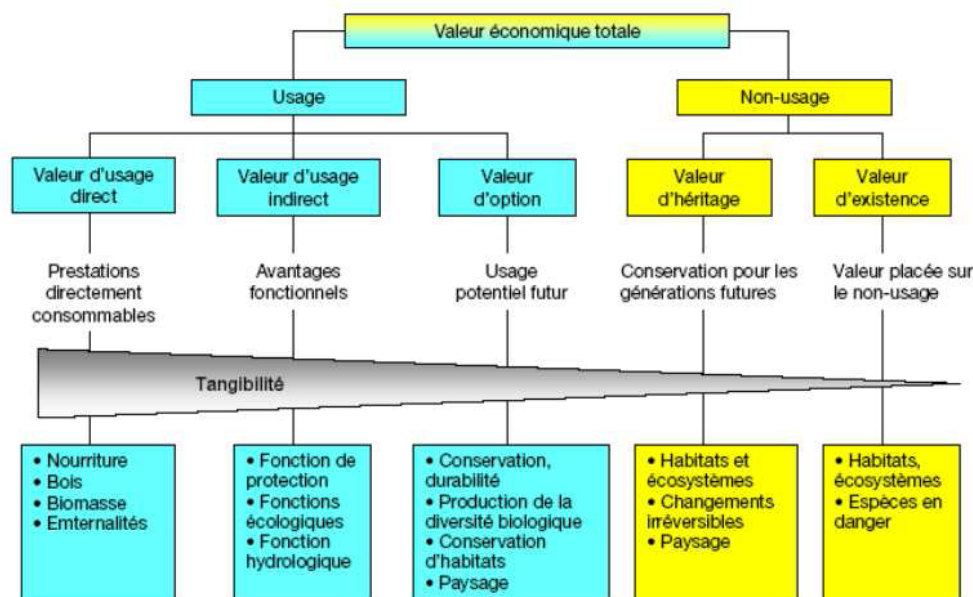 Valeur économique totale
Usage
Non-usage
Valeur d'usage
direct
Valeur d'usage
indirect
Valeur
d'option
Valeur
d'héritage
Valeur
d'existence
Prestations
directement
consommables
Avantages
fonctionnels
Usage
potentiel futur
Conservation pour les
générations futures
Valeur placée sur
le non-usage
Tangibilité
• Nourriture
• Bois
• Biomasse
• Emternalités
• Fonction de
protection
• Fonctions
écologiques
• Fonction
hydrologique
• Conservation,
durabilité
• Production de la
diversité biologique
• Conservation
d'habitats
• Paysage
• Habitats et
écosystèmes
• Changements
irréversibles
• Paysage
• Habitats,
écosystèmes
• Espèces en
danger